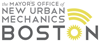 the MAYOR'S OFFICE of
NEW URBAN
MECHANICS
BOSTON